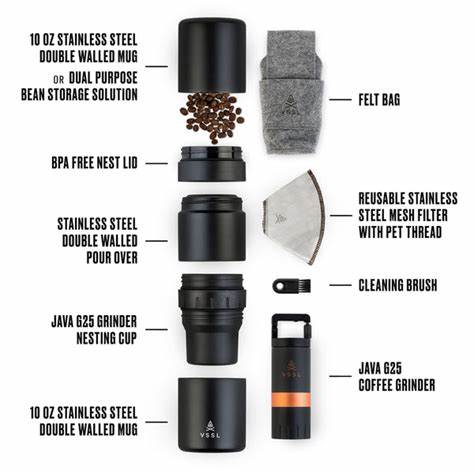 10 OZ STAINLESS STEEL
DOUBLE WALLED MUG
OR DUAL PURPOSE
BEAN STORAGE SOLUTION
BPA FREE NEST LID
STAINLESS STEEL
DOUBLE WALLED
POUR OVER
JAVA G25 GRINDER
NESTING CUP
10 OZ STAINLESS STEEL
DOUBLE WALLED MUG
VSSL
VSSL
FELT BAG
REUSABLE STAINLESS
STEEL MESH FILTER
WITH PET THREAD
CLEANING BRUSH
JAVA G25
COFFEE GRINDER